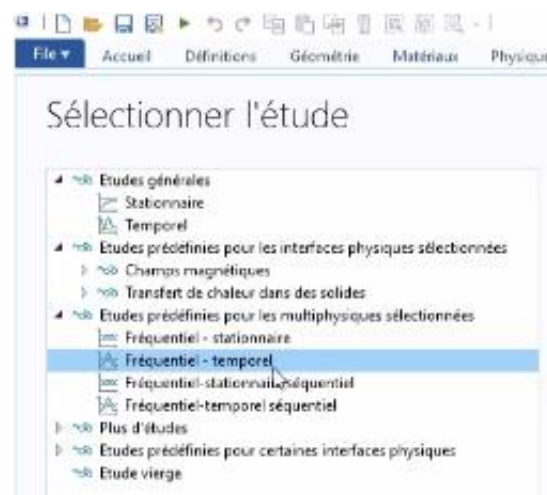 File Accueil Définitions Géométrie Matériaux Physique
Sélectionner l'étude
Etudes générales
Stationnaire
Temporel
Etudes prédéfinies pour les interfaces physiques sélectionnées
Champs magnétiques
Transfert de chaleur dans des solides
Etudes prédéfinies pour les multiphysiques sélectionnées
Fréquentiel - stationnaire
Fréquentiel - temporel
Fréquentiel-stationnaire séquentiel
Fréquentiel-temporel séquentiel
Plus d'études
Etudes prédéfinies pour certaines interfaces physiques
Etude vierge